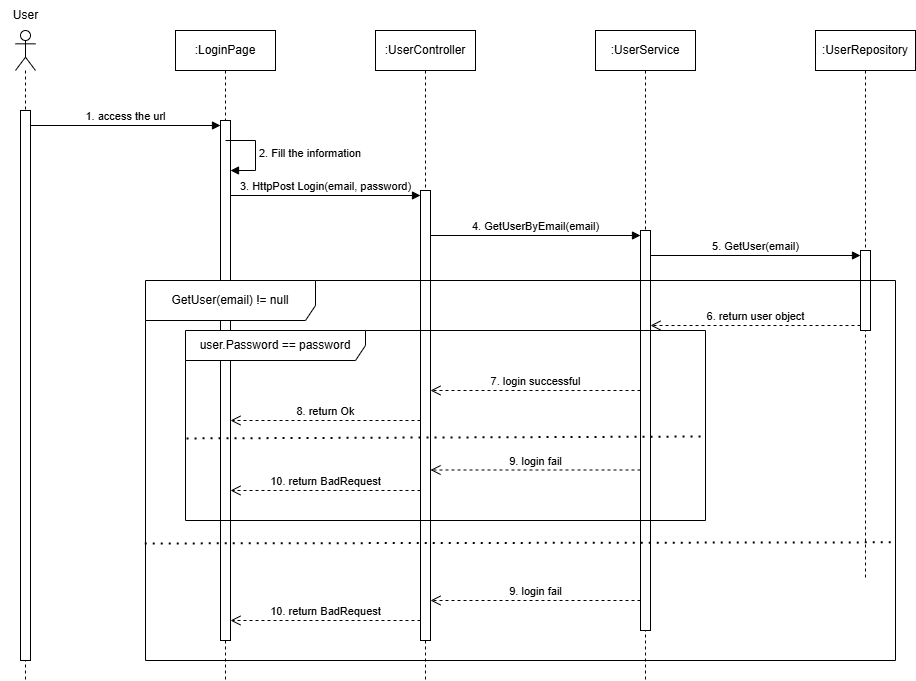 User
:LoginPage
:UserController
:UserService
:UserRepository
1. access the url
2. Fill the information
3. HttpPost Login(email, password)
4. GetUserByEmail(email)
5. GetUser(email)
GetUser(email) != null
6. return user object
user.Password == password
7. login successful
8. return Ok
9. login fail
10. return BadRequest
9. login fail
10. return BadRequest